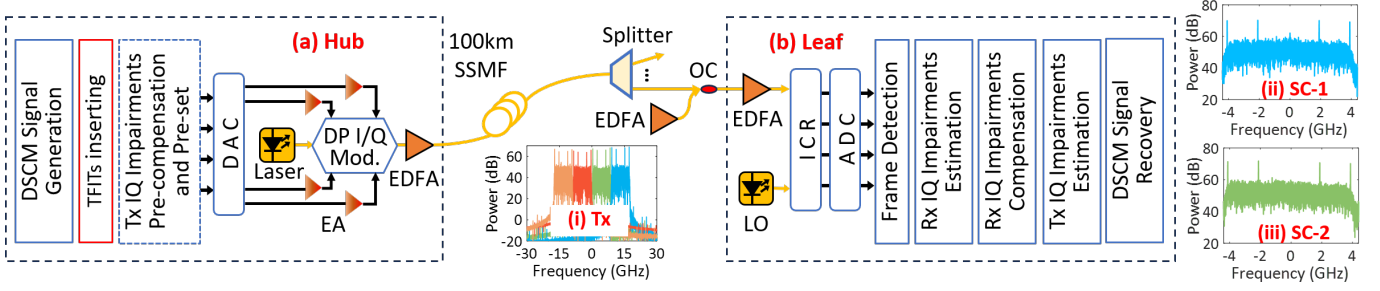 (a) Hub
DSCM Signal
Generation
TFITs inserting
Tx IQ Impairments
Pre-compensation
and Pre-set
DAC
Laser
DP I/Q
Mod.
EA
EDFA
100km
SSMF
Splitter
...
OC
EDFA
EDFA
(i) Tx
60
40
20
0
-20
-30
-15
0
15
30
Frequency (GHz)
(b) Leaf
LO
ICR
ADC
Frame Detection
Rx IQ Impairments
Estimation
Rx IQ Impairments
Compensation
Tx IQ Impairments
Estimation
DSCM Signal
Recovery
Power (dB)
80
60
40
20
(ii) SC-1
-4
-2
0
2
4
Frequency (GHz)
Power (dB)
80
60
40
20
(iii) SC-2
-4
-2
0
2
4
Frequency (GHz)